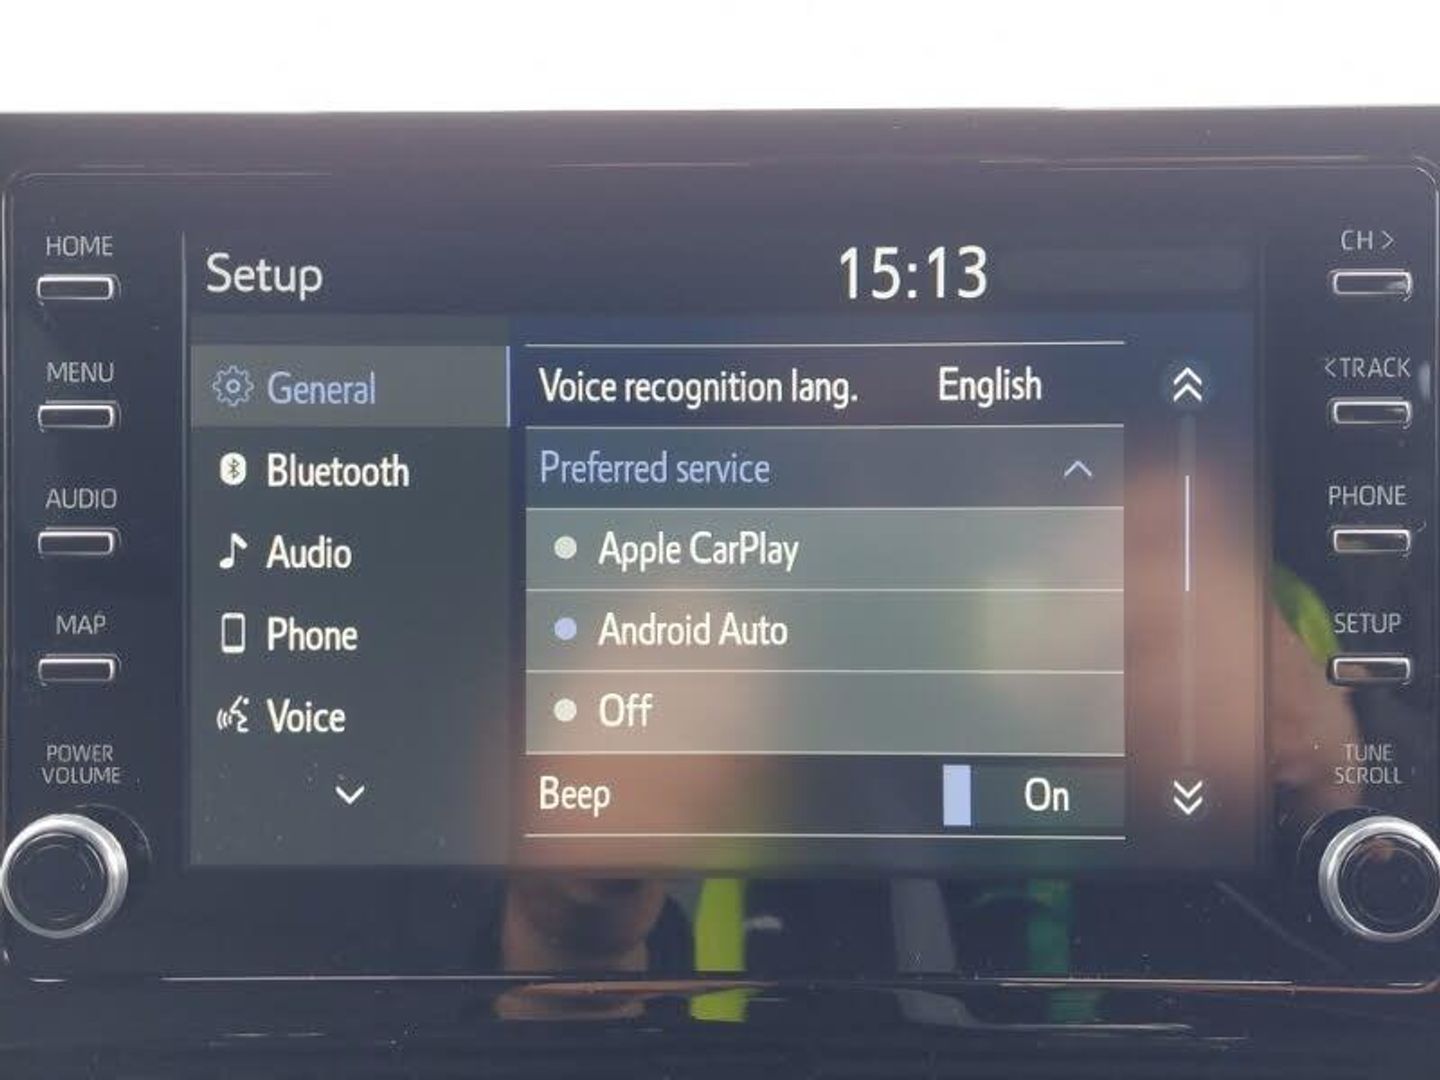 HOME
MENU
AUDIO
MAP
POWER
VOLUME
Setup
15:13
General
Bluetooth
Audio
Phone
Voice
Voice recognition lang. English
Preferred service
Apple CarPlay
Android Auto
Off
Beep On
CH >
<TRACK
PHONE
SETUP
TUNE
SCROLL